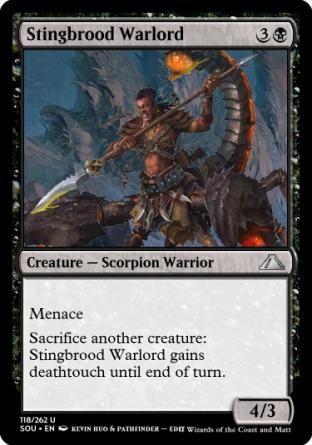 Stingbrood Warlord 3
Creature — Scorpion Warrior
Menace
Sacrifice another creature:
Stingbrood Warlord gains
deathtouch until end of turn.
4/3
118/262 U
SOU • EN KEVIN HUO & PATHFINDER — EDIT Wizards of the Coast and Matt